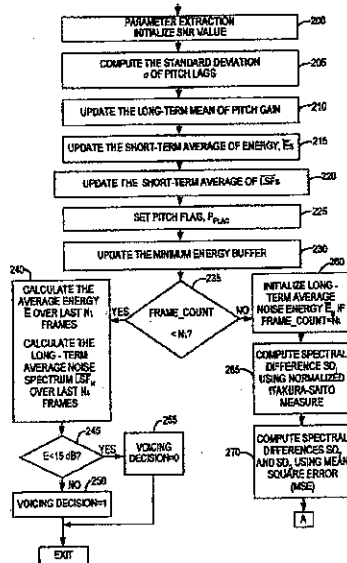 PARAMETER EXTRACTION
INITIALIZE SNR VALUE
200
COMPUTE THE STANDARD DEVIATION
σ OF PITCH LAGS
205
UPDATE THE LONG-TERM MEAN OF PITCH GAIN
210
UPDATE THE SHORT-TERM AVERAGE OF ENERGY, Es
215
UPDATE THE SHORT-TERM AVERAGE OF LSFs
220
SET PITCH FLAG, PFLAG
225
UPDATE THE MINIMUM ENERGY BUFFER
230
240
CALCULATE THE
AVERAGE ENERGY
E OVER LAST N₁
FRAMES
CALCULATE THE
LONG - TERM
AVERAGE NOISE
SPECTRUM LSFN
OVER LAST N₁
FRAMES
YES
235
FRAME_COUNT
< N₁?
NO
260
INITIALIZE LONG -
TERM AVERAGE
NOISE ENERGY E IF
FRAME_COUNT=N₁
COMPUTE SPECTRAL
DIFFERENCE SD₁
USING NORMALIZED
ITAKURA-SAITO
MEASURE
265
COMPUTE SPECTRAL
DIFFERENCES SD
AND SD USING MEAN
SQUARE ERROR
(MSE)
270
A
245
E<15 dB?
YES
255
VOICING
DECISION=0
NO
250
VOICING DECISION=1
EXIT